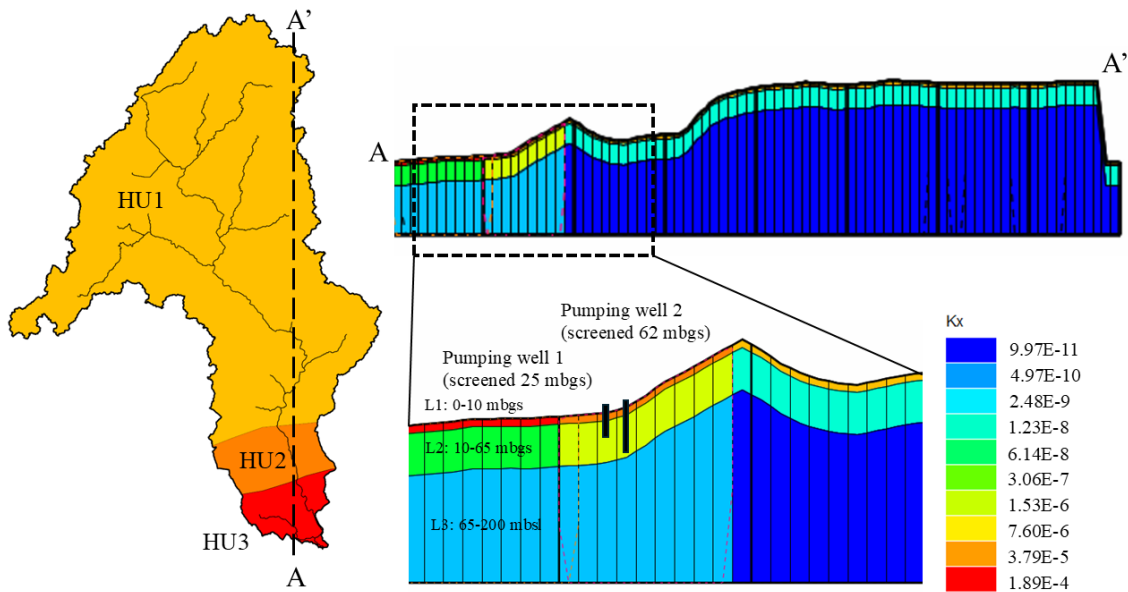 A’
HU1
HU2
HU3
A
A
A’
Pumping well 2
(screened 62 mbgs)
Pumping well 1
(screened 25 mbgs)
L1: 0-10 mbgs
L2: 10-65 mbgs
L3: 65-200 mbsl
Kx
9.97E-11
4.97E-10
2.48E-9
1.23E-8
6.14E-8
3.06E-7
1.53E-6
7.60E-6
3.79E-5
1.89E-4